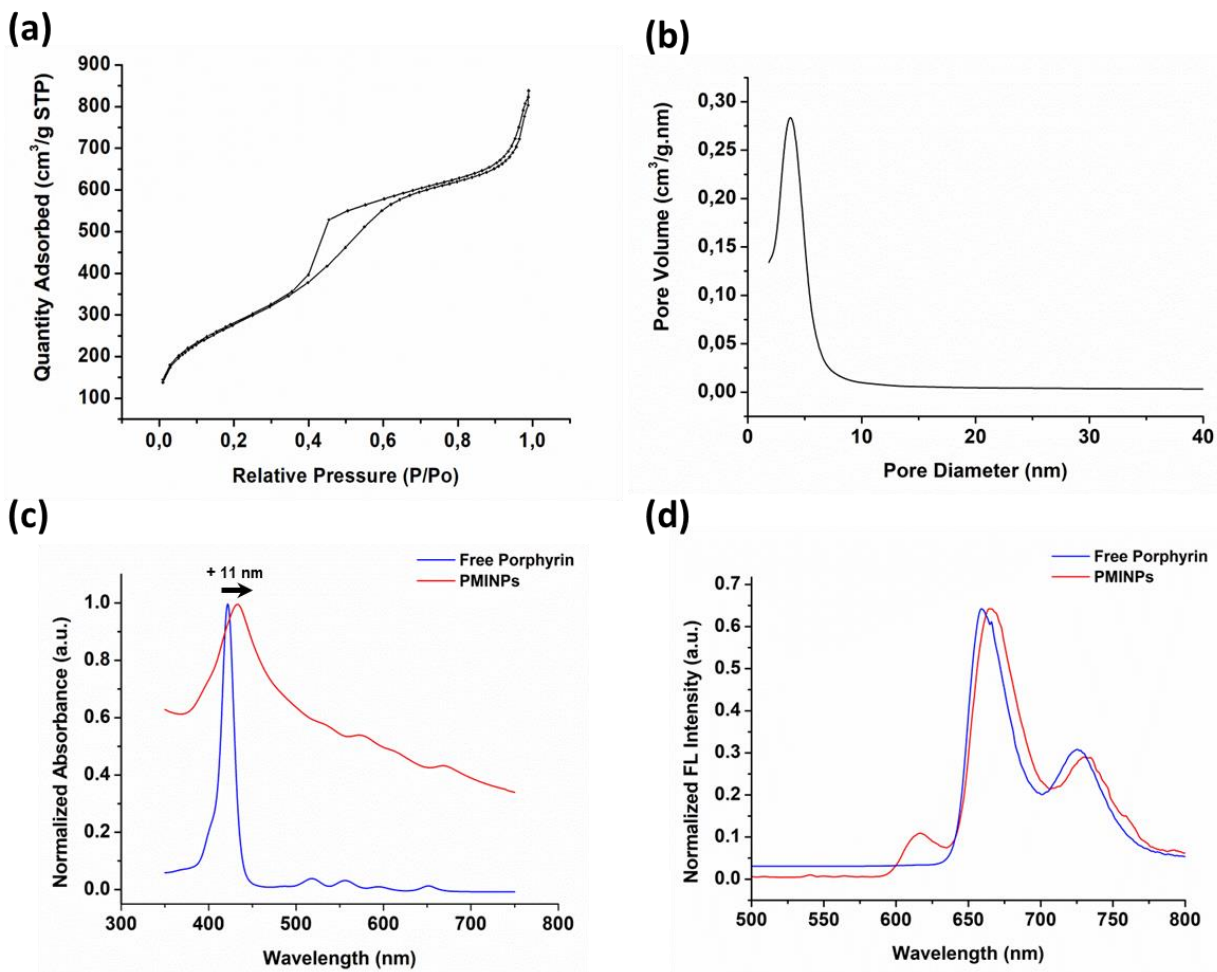 (a)
900
800
700
600
500
400
300
200
100
Quantity Adsorbed (cm³/g STP)
0,0 0,2 0,4 0,6 0,8 1,0
Relative Pressure (P/Po)
(b)
0,30
0,25
0,20
0,15
0,10
0,05
0,00
Pore Volume (cm³/g.nm)
0 10 20 30 40
Pore Diameter (nm)
(c)
Free Porphyrin
PMINPs
+ 11 nm
1.0
0.8
0.6
0.4
0.2
0.0
Normalized Absorbance (a.u.)
300 400 500 600 700 800
Wavelength (nm)
(d)
Free Porphyrin
PMINPs
0.7
0.6
0.5
0.4
0.3
0.2
0.1
0.0
Normalized FL Intensity (a.u.)
500 550 600 650 700 750 800
Wavelength (nm)